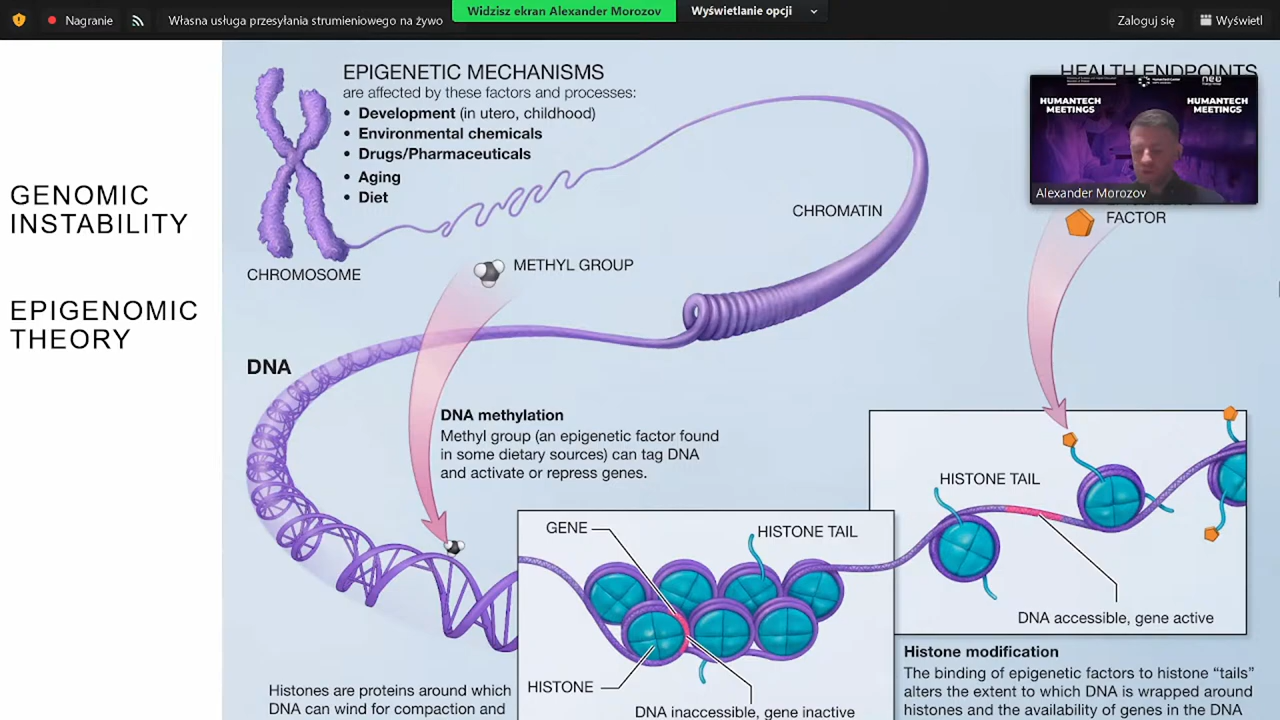 Nagranie
Własna usługa przesyłania strumieniowego na żywo
Widzisz ekran Alexander Morozov
Wyświetlanie opcji
Zaloguj się
Wyświetl
GENOMIC
INSTABILITY
EPIGENOMIC
THEORY
EPIGENETIC MECHANISMS
are affected by these factors and processes:
• Development (in utero, childhood)
• Environmental chemicals
• Drugs/Pharmaceuticals
• Aging
• Diet
HEALTH ENDPOINTS
neo
HUMANTECH
MEETINGS
HUMANTECH
MEETINGS
Alexander Morozov
FACTOR
CHROMATIN
CHROMOSOME
METHYL GROUP
DNA
DNA methylation
Methyl group (an epigenetic factor found
in some dietary sources) can tag DNA
and activate or repress genes.
HISTONE TAIL
GENE
HISTONE TAIL
DNA accessible, gene active
HISTONE
DNA inaccessible, gene inactive
Histones are proteins around which
DNA can wind for compaction and
Histone modification
The binding of epigenetic factors to histone “tails”
alters the extent to which DNA is wrapped around
histones and the availability of genes in the DNA